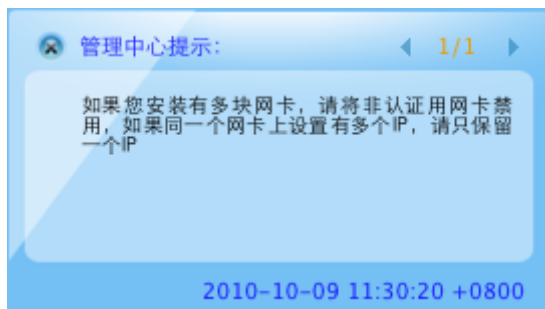 管理中心提示:
1/1
如果您安装有多块网卡，请将非认证用网卡禁
用，如果同一个网卡上设置有多个IP，请只保留
一个IP
2010-10-09 11:30:20 +0800